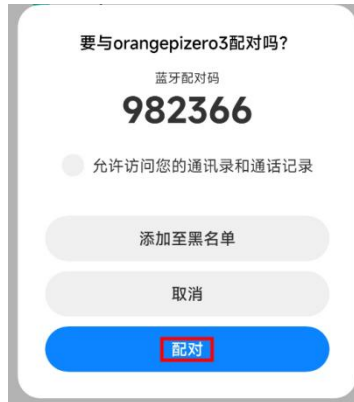 要与orangepizero3配对吗?
蓝牙配对码
982366
允许访问您的通讯录和通话记录
添加至黑名单
取消
配对